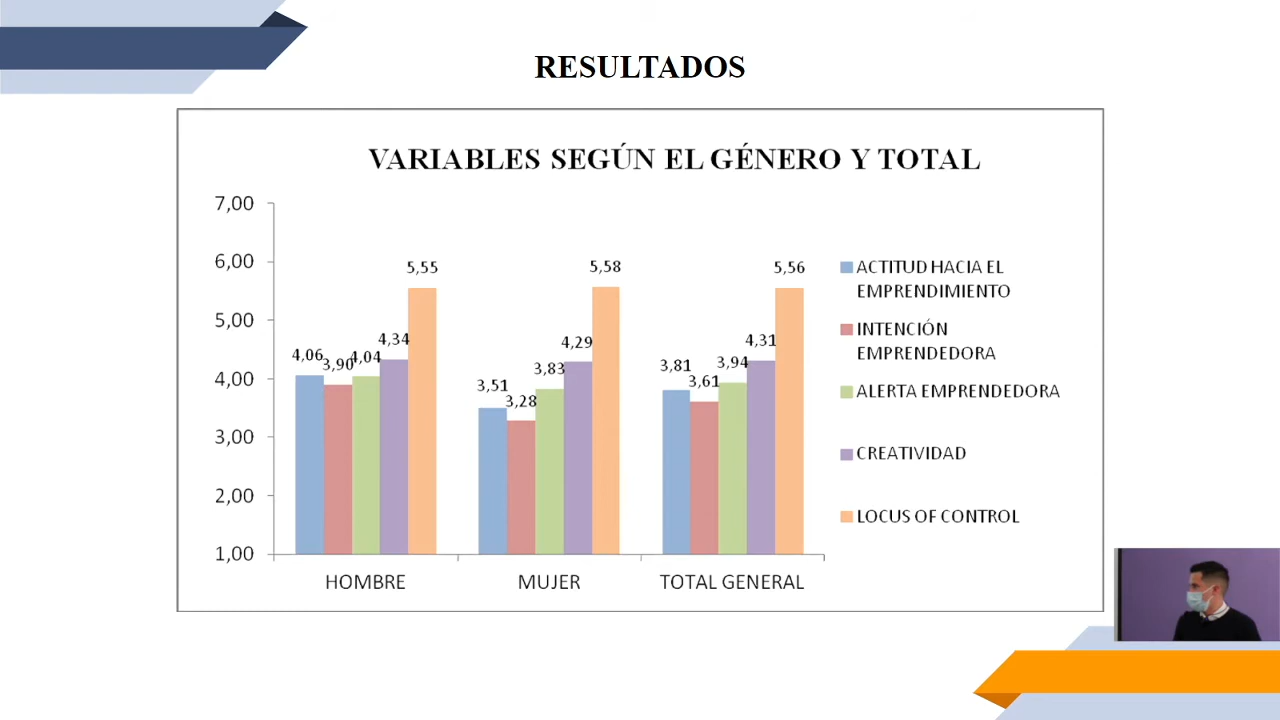 RESULTADOS
VARIABLES SEGÚN EL GÉNERO Y TOTAL
7,00
6,00
5,00
4,00
3,00
2,00
1,00
4,06
3,90
4,04
4,34
5,55
3,51
3,28
3,83
4,29
5,58
3,81
3,61
3,94
4,31
5,56
HOMBRE
MUJER
TOTAL GENERAL
ACTITUD HACIA EL
EMPRENDIMIENTO
INTENCIÓN
EMPRENDEDORA
ALERTA EMPRENDEDORA
CREATIVIDAD
LOCUS OF CONTROL